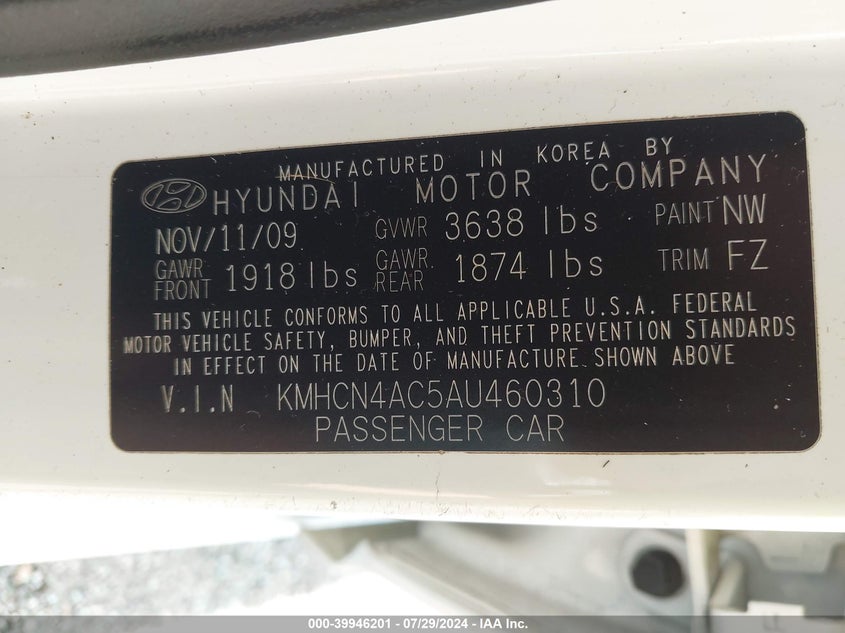 MANUFACTURED IN KOREA BY
HYUNDAI MOTOR COMPANY
NOV/11/09 GVWR 3638 lbs PAINT NW
GAWR FRONT 1918 lbs GAWR REAR 1874 lbs TRIM FZ
THIS VEHICLE CONFORMS TO ALL APPLICABLE U.S.A. FEDERAL
MOTOR VEHICLE SAFETY, BUMPER, AND THEFT PREVENTION STANDARDS
IN EFFECT ON THE DATE OF MANUFACTURE SHOWN ABOVE
V.I.N KMHCN4AC5AU460310
PASSENGER CAR
000-39946201 - 07/29/2024 - IAA Inc.